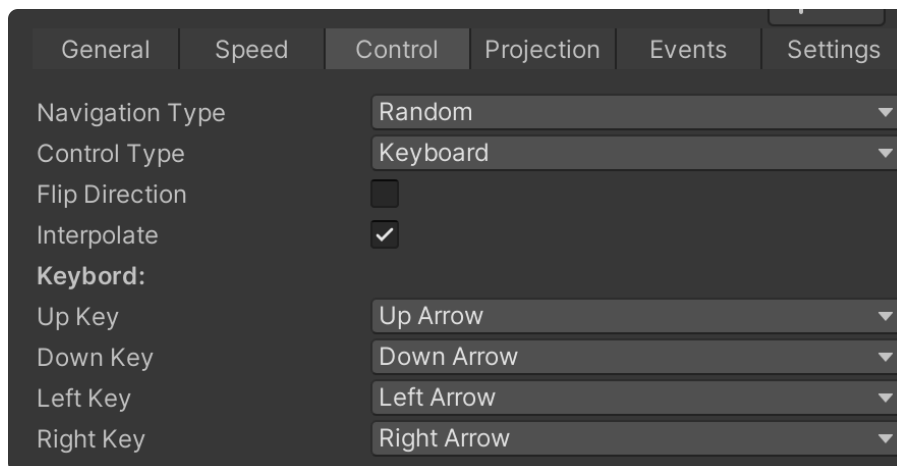 General Speed Control Projection Events Settings
Navigation Type Random
Control Type Keyboard
Flip Direction
Interpolate
Keybord:
Up Key Up Arrow
Down Key Down Arrow
Left Key Left Arrow
Right Key Right Arrow